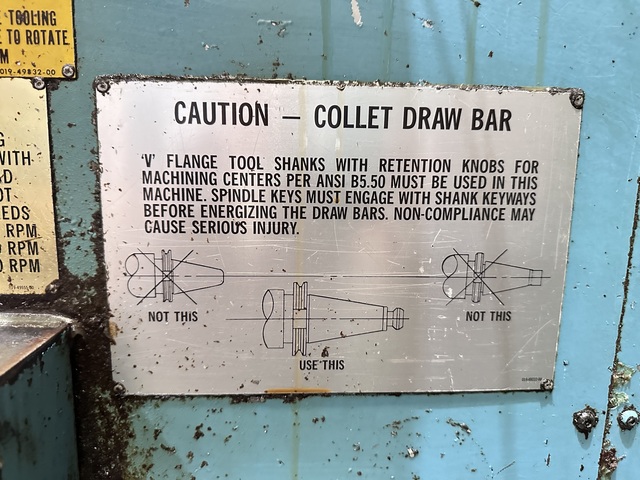 TOOLING
TO ROTATE
019-49832-00
WITH
RPM
RPM
RPM
CAUTION — COLLET DRAW BAR
'V' FLANGE TOOL SHANKS WITH RETENTION KNOBS FOR
MACHINING CENTERS PER ANSI B5.50 MUST BE USED IN THIS
MACHINE. SPINDLE KEYS MUST ENGAGE WITH SHANK KEYWAYS
BEFORE ENERGIZING THE DRAW BARS. NON-COMPLIANCE MAY
CAUSE SERIOUS INJURY.
NOT THIS
USE THIS
NOT THIS